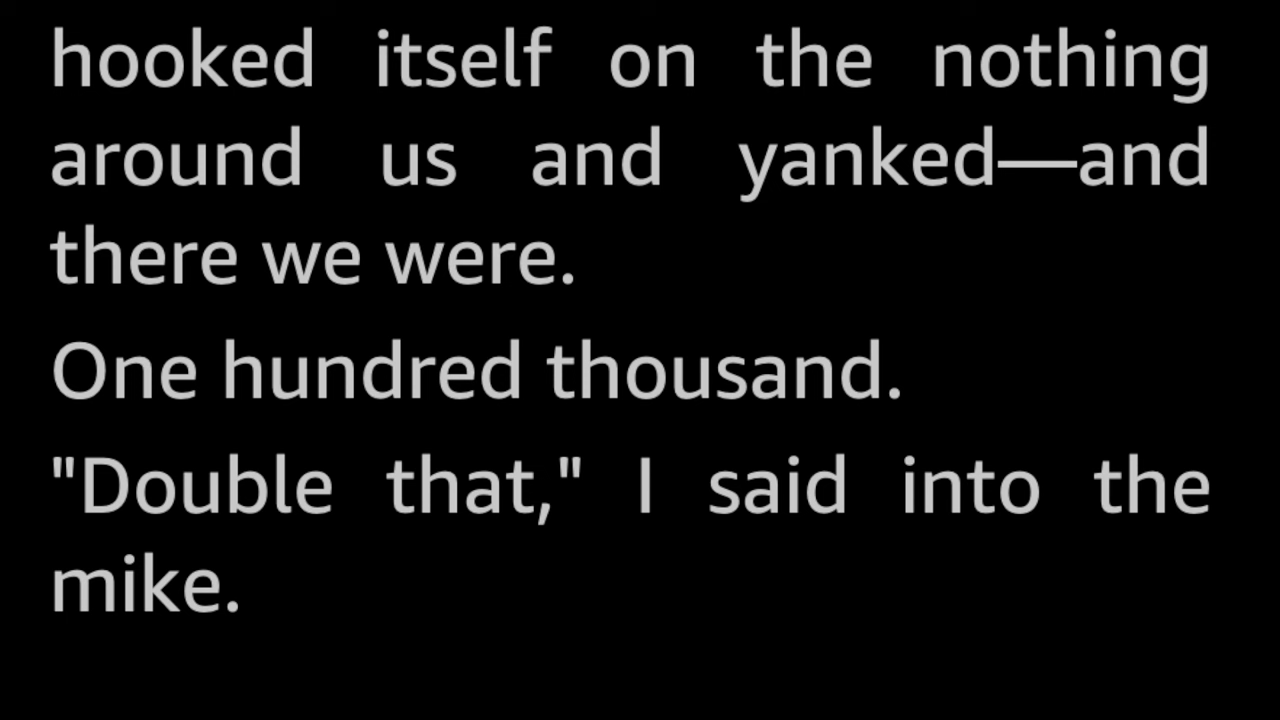 hooked itself on the nothing
around us and yanked—and
there we were.
One hundred thousand.
"Double that," I said into the
mike.